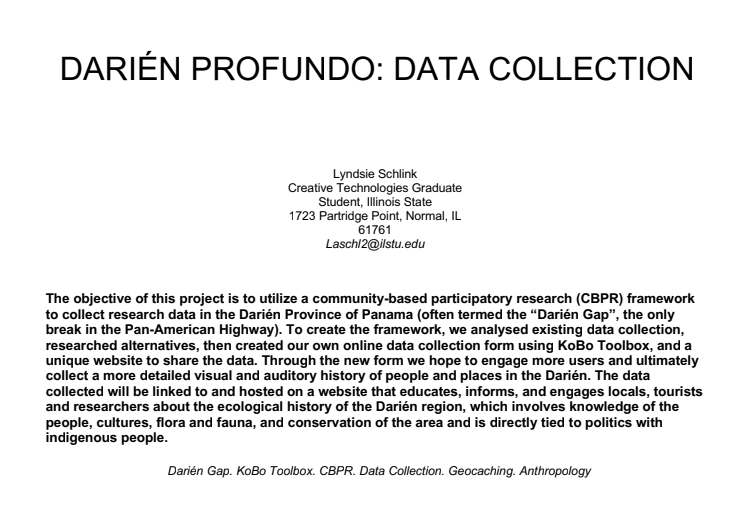 DARIÉN PROFUNDO: DATA COLLECTION
Lyndsie Schlink
Creative Technologies Graduate
Student, Illinois State
1723 Partridge Point, Normal, IL
61761
Laschl2@ilstu.edu
The objective of this project is to utilize a community-based participatory research (CBPR) framework
to collect research data in the Darién Province of Panama (often termed the “Darién Gap”, the only
break in the Pan-American Highway). To create the framework, we analysed existing data collection,
researched alternatives, then created our own online data collection form using KoBo Toolbox, and a
unique website to share the data. Through the new form we hope to engage more users and ultimately
collect a more detailed visual and auditory history of people and places in the Darién. The data
collected will be linked to and hosted on a website that educates, informs, and engages locals, tourists
and researchers about the ecological history of the Darién region, which involves knowledge of the
people, cultures, flora and fauna, and conservation of the area and is directly tied to politics with
indigenous people.
Darién Gap. KoBo Toolbox. CBPR. Data Collection. Geocaching. Anthropology